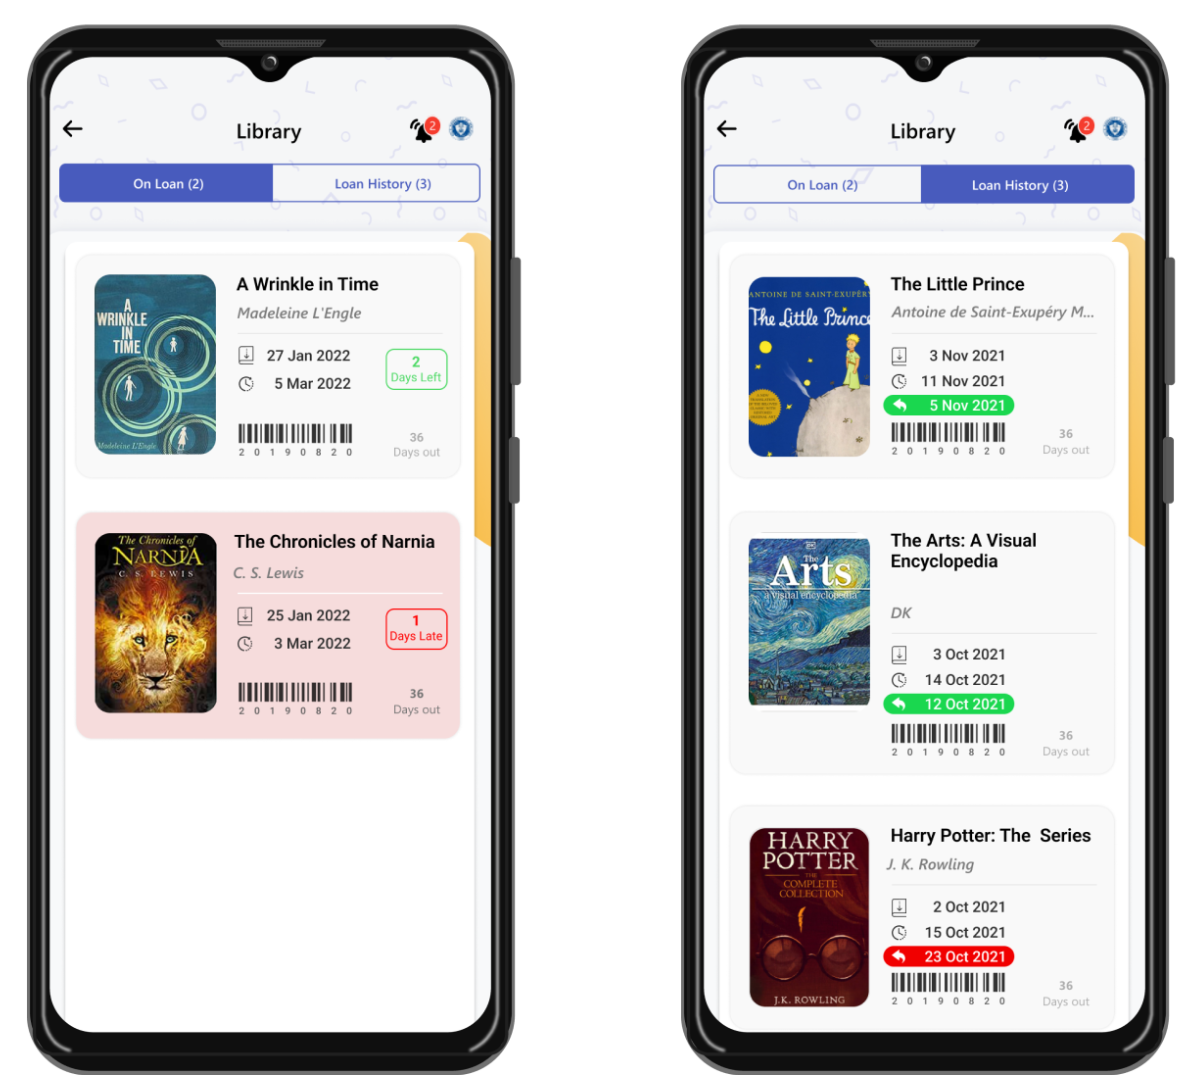 Library
2
On Loan (2)
Loan History (3)
A WRINKLE IN TIME
Madeleine L'Engle
A Wrinkle in Time
Madeleine L'Engle
27 Jan 2022
5 Mar 2022
2
Days Left
2 0 1 9 0 8 2 0
36
Days out
The Chronicles of
NARNIA
C. S. LEWIS
The Chronicles of Narnia
C. S. Lewis
25 Jan 2022
3 Mar 2022
1
Days Late
2 0 1 9 0 8 2 0
36
Days out
Library
2
On Loan (2)
Loan History (3)
ANTOINE DE SAINT-EXUPÉR
The Little Prince
The Little Prince
Antoine de Saint-Exupéry M...
3 Nov 2021
11 Nov 2021
5 Nov 2021
2 0 1 9 0 8 2 0
36
Days out
DK
The
Arts
a visual encyclopedia
The Arts: A Visual
Encyclopedia
DK
3 Oct 2021
14 Oct 2021
12 Oct 2021
2 0 1 9 0 8 2 0
36
Days out
HARRY
POTTER
THE
COMPLETE
COLLECTION
J.K. ROWLING
Harry Potter: The  Series
J. K. Rowling
2 Oct 2021
15 Oct 2021
23 Oct 2021
2 0 1 9 0 8 2 0
36
Days out